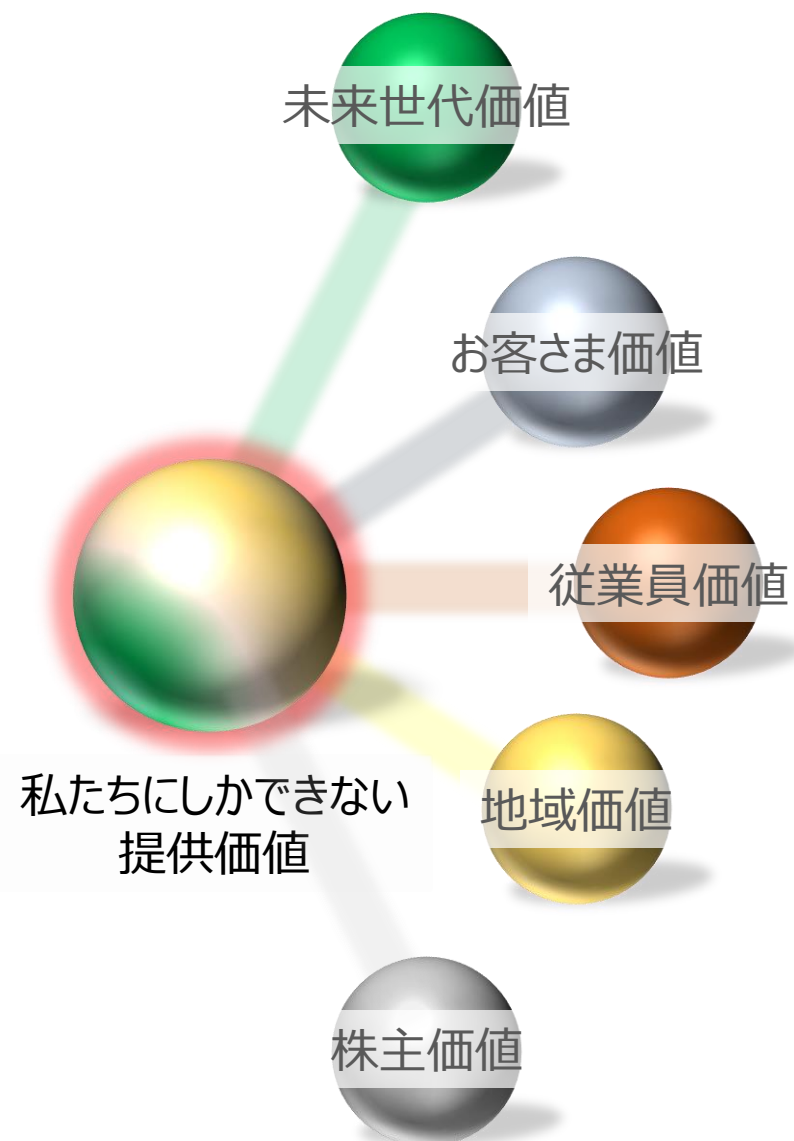 未来世代価値
お客さま価値
従業員価値
私たちにしかできない
提供価値
地域価値
株主価値